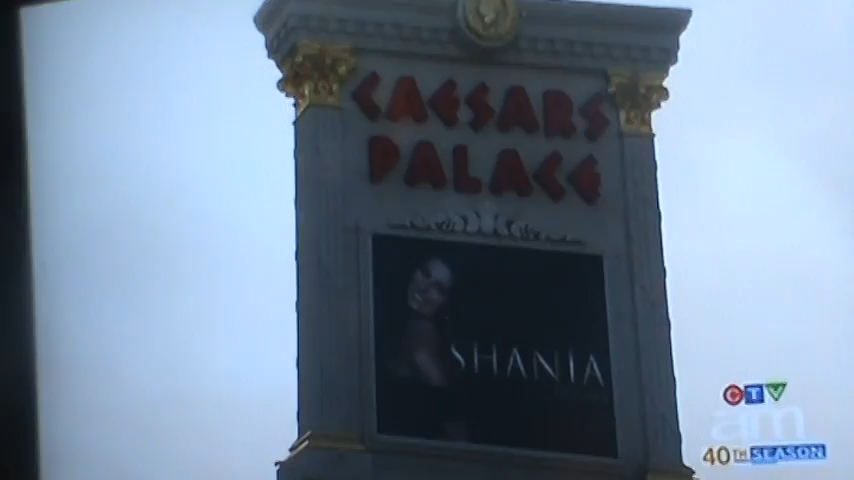 CAESARS
PALACE
SHANIA
CTV
am
40TH SEASON